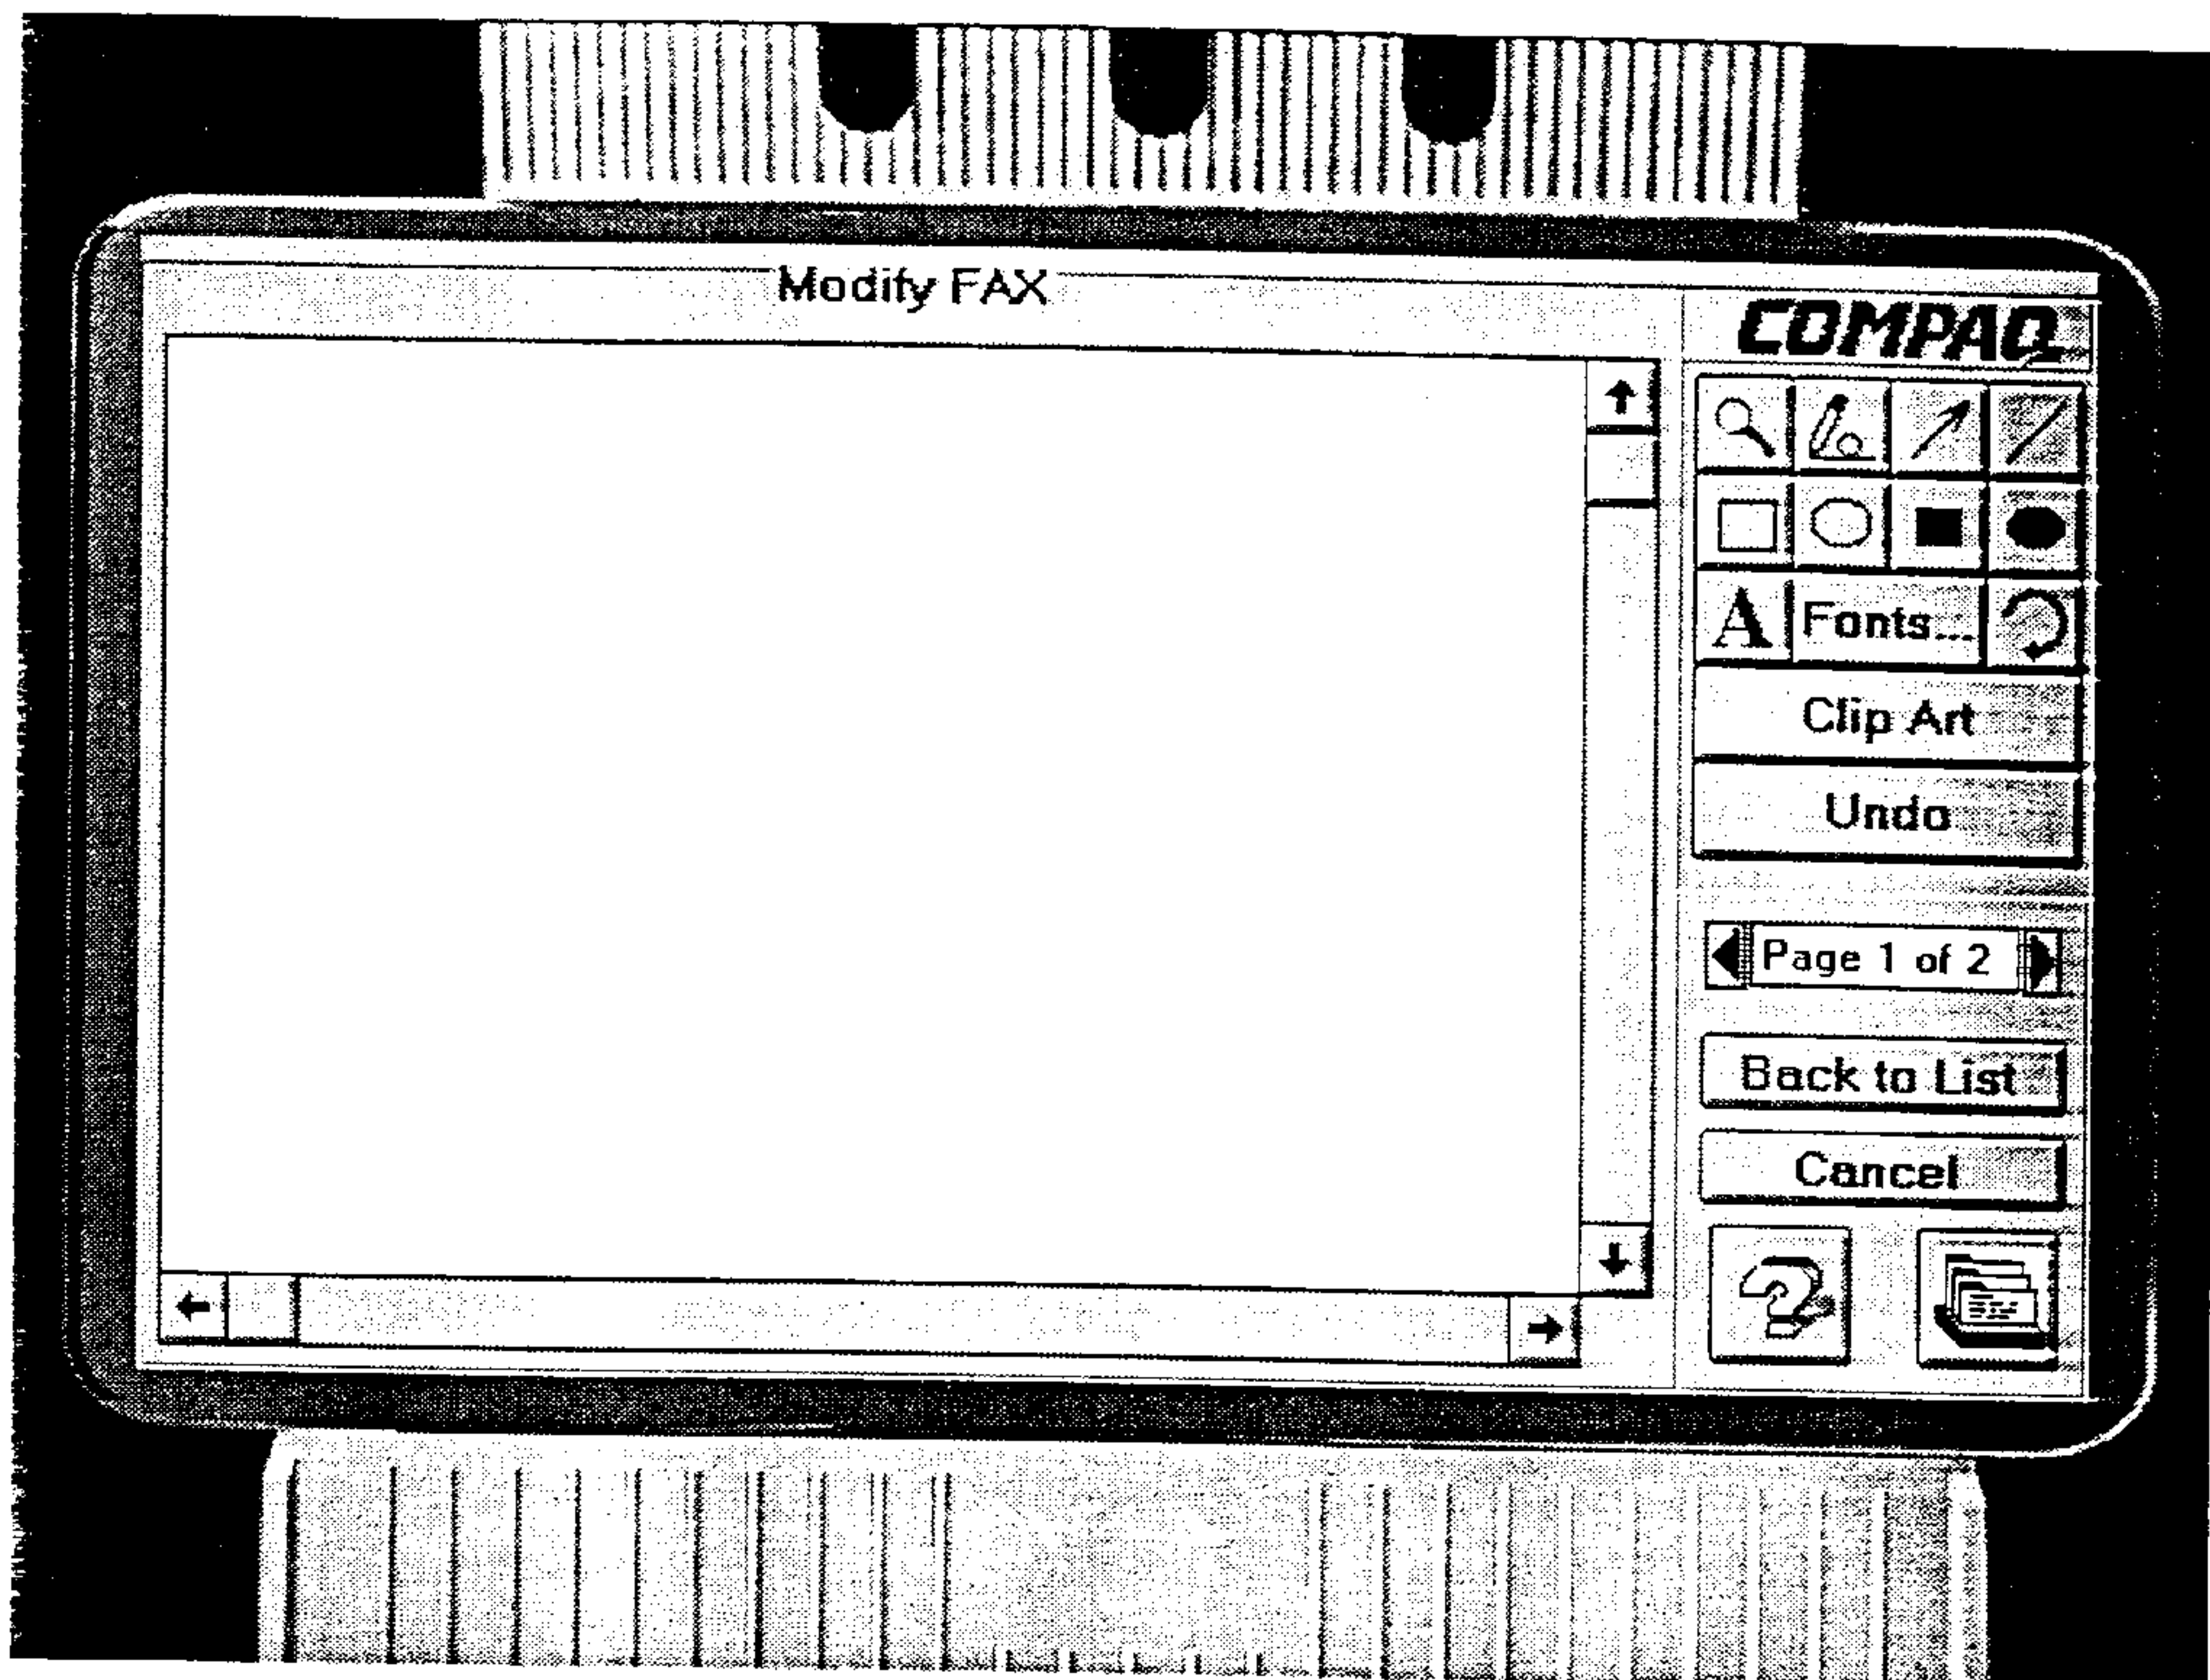 Modify FAX
COMPAQ
A Fonts...
Clip Art
Undo
Page 1 of 2
Back to List
Cancel
?